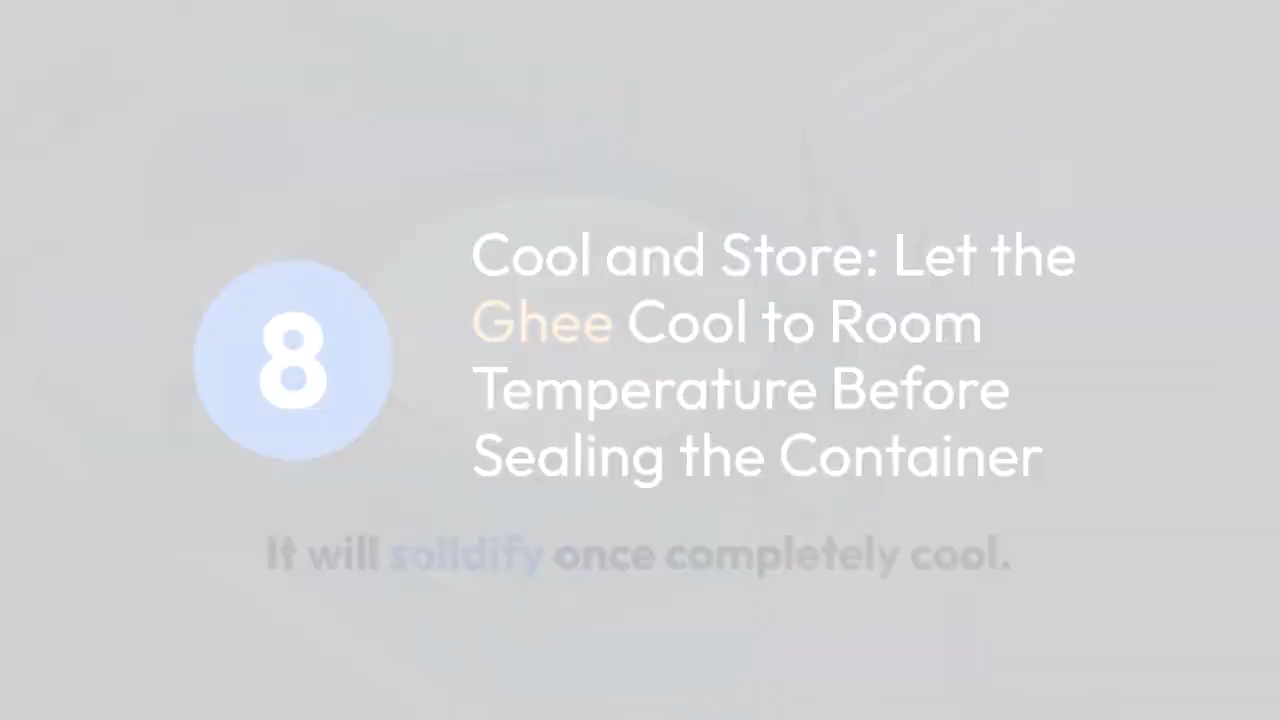 8
Cool and Store: Let the
Ghee Cool to Room
Temperature Before
Sealing the Container
It will solidify once completely cool.